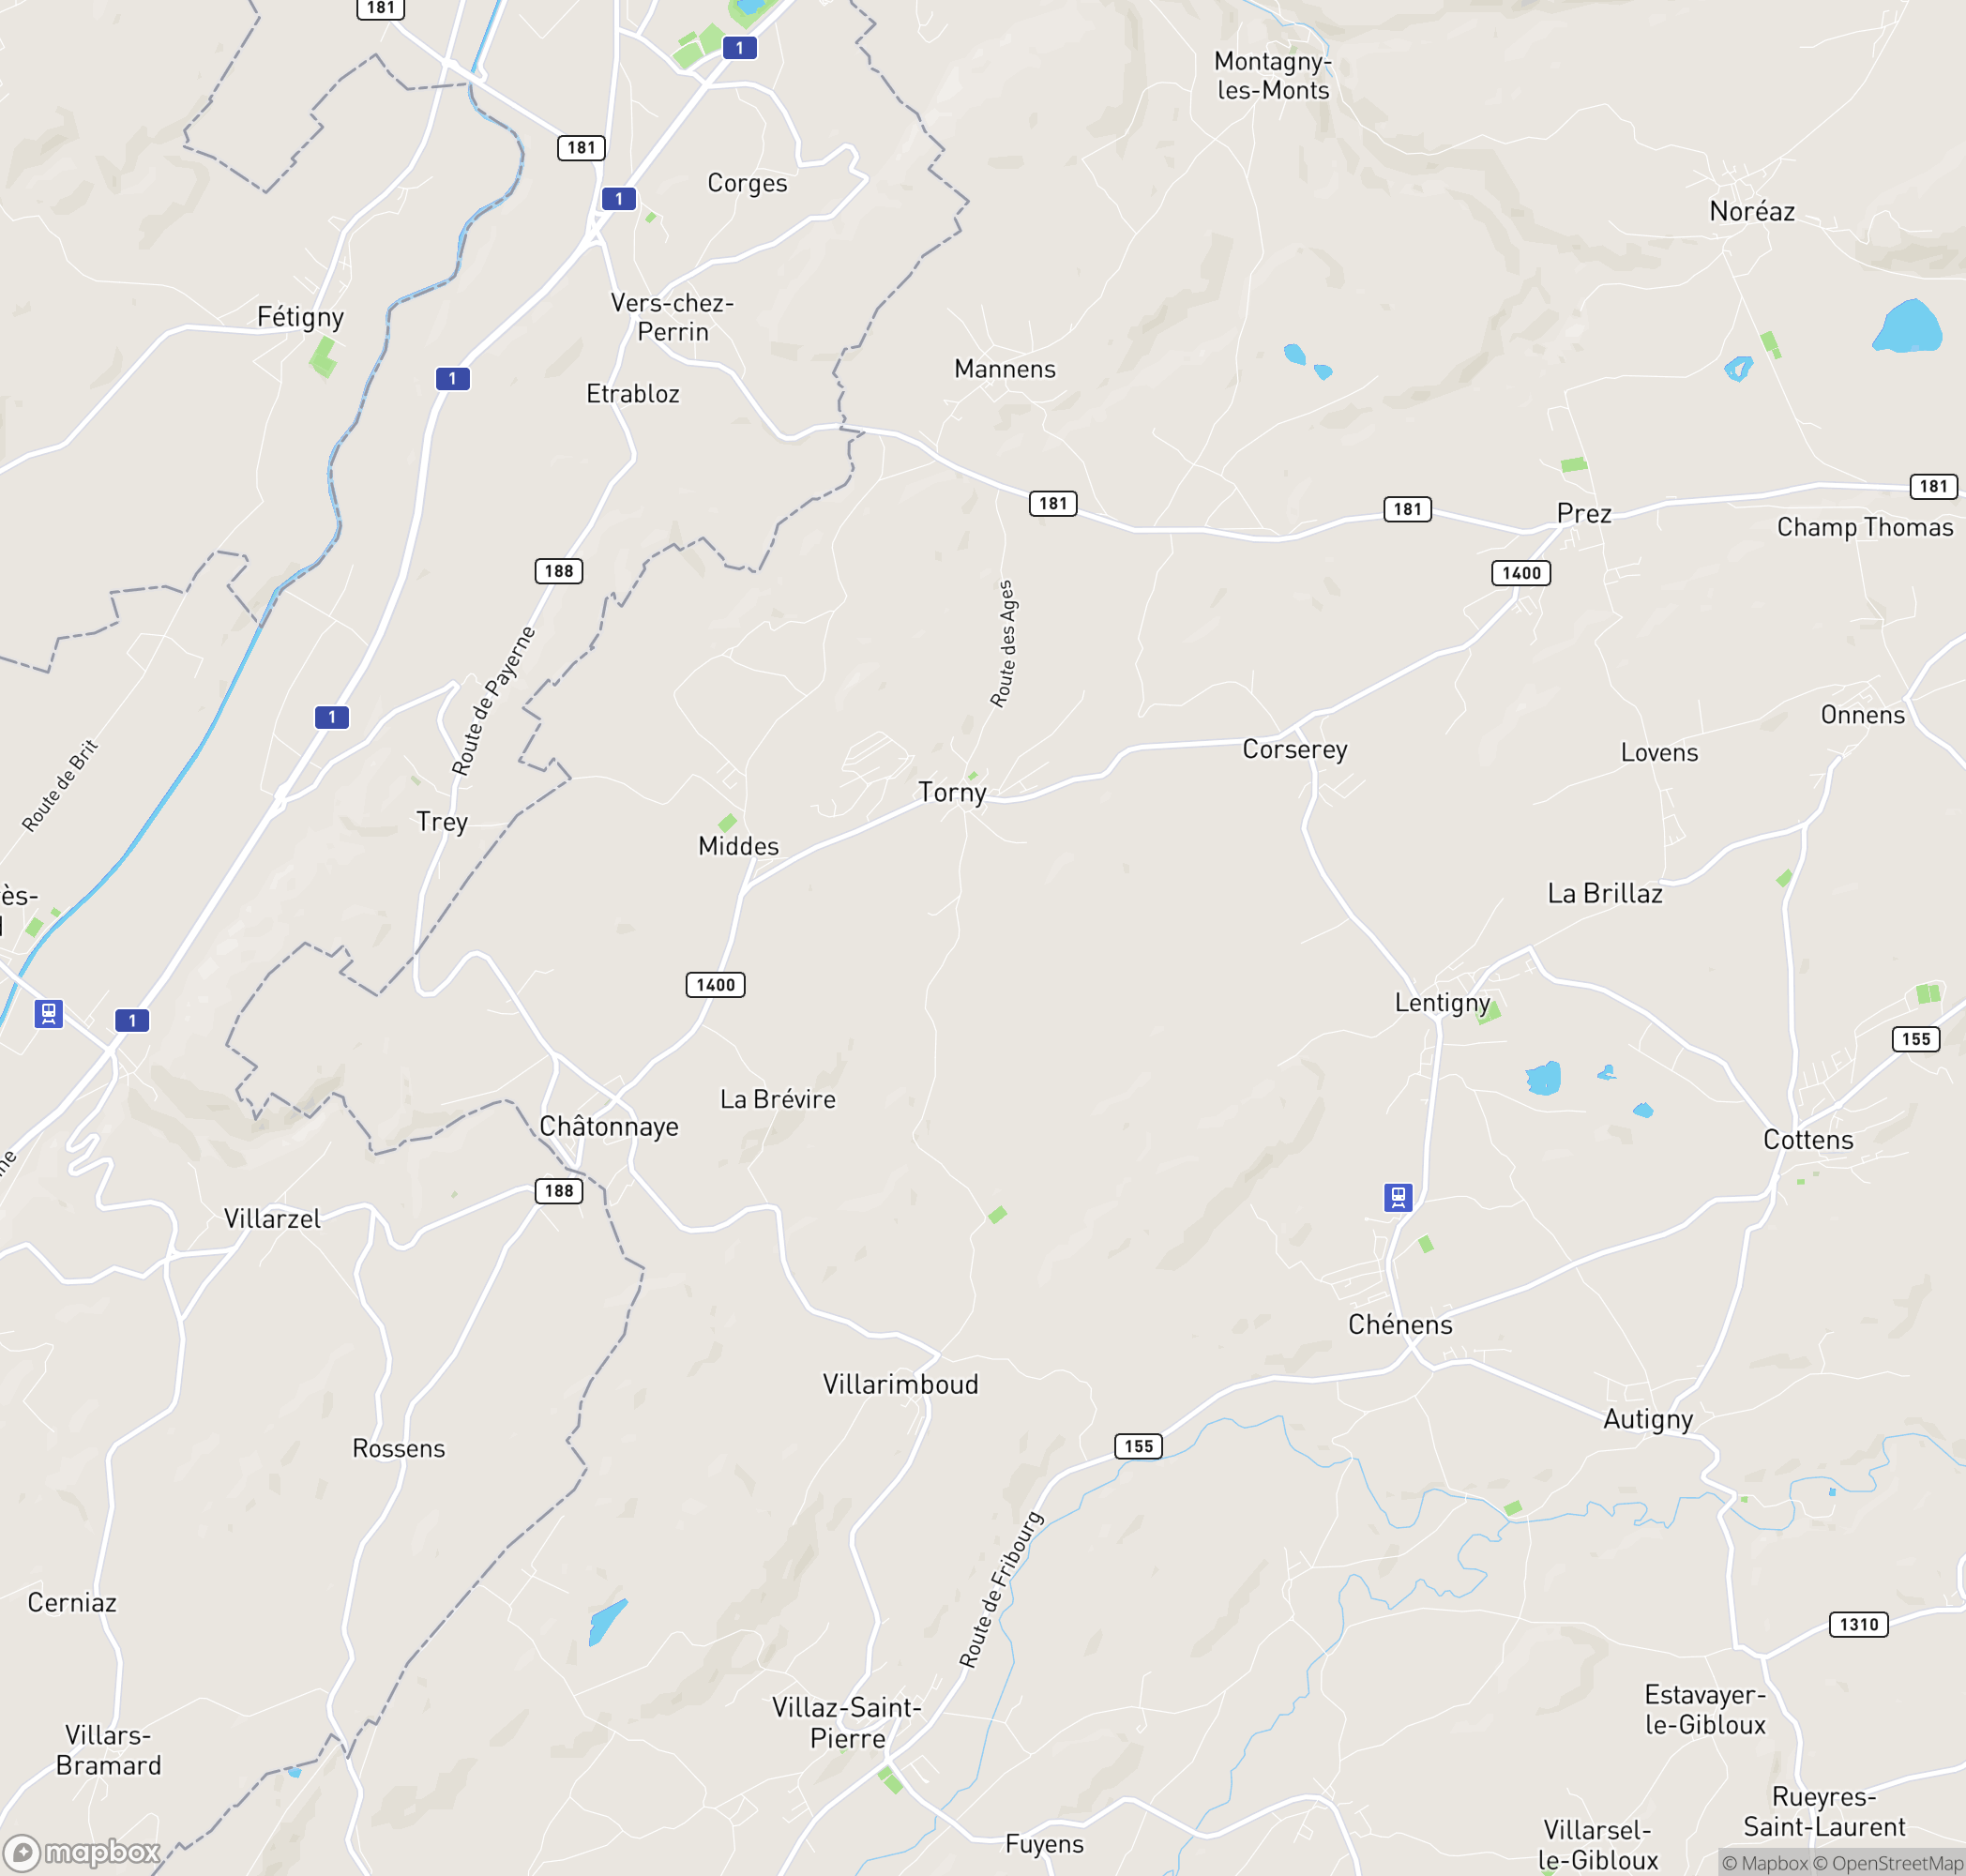 181
1
Montagny-
les-Monts
181
Corges
1
Noréaz
Vers-chez-
Perrin
Fétigny
Mannens
1
Etrabloz
181
181
181
Prez
Champ Thomas
188
1400
Route des Ages
Route de Payerne
1
Onnens
Corserey
Lovens
Route de Brit
Torny
Trey
Middes
La Brillaz
1400
Lentigny
1
155
La Brévire
Châtonnaye
Cottens
188
Villarzel
Chénens
Villarimboud
Autigny
Rossens
155
Route de Fribourg
Cerniaz
1310
Villaz-Saint-
Pierre
Estavayer-
le-Gibloux
Villars-
Bramard
Rueyres-
Saint-Laurent
Fuyens
Villarsel-
le-Gibloux
mapbox
© Mapbox © OpenStreetMap